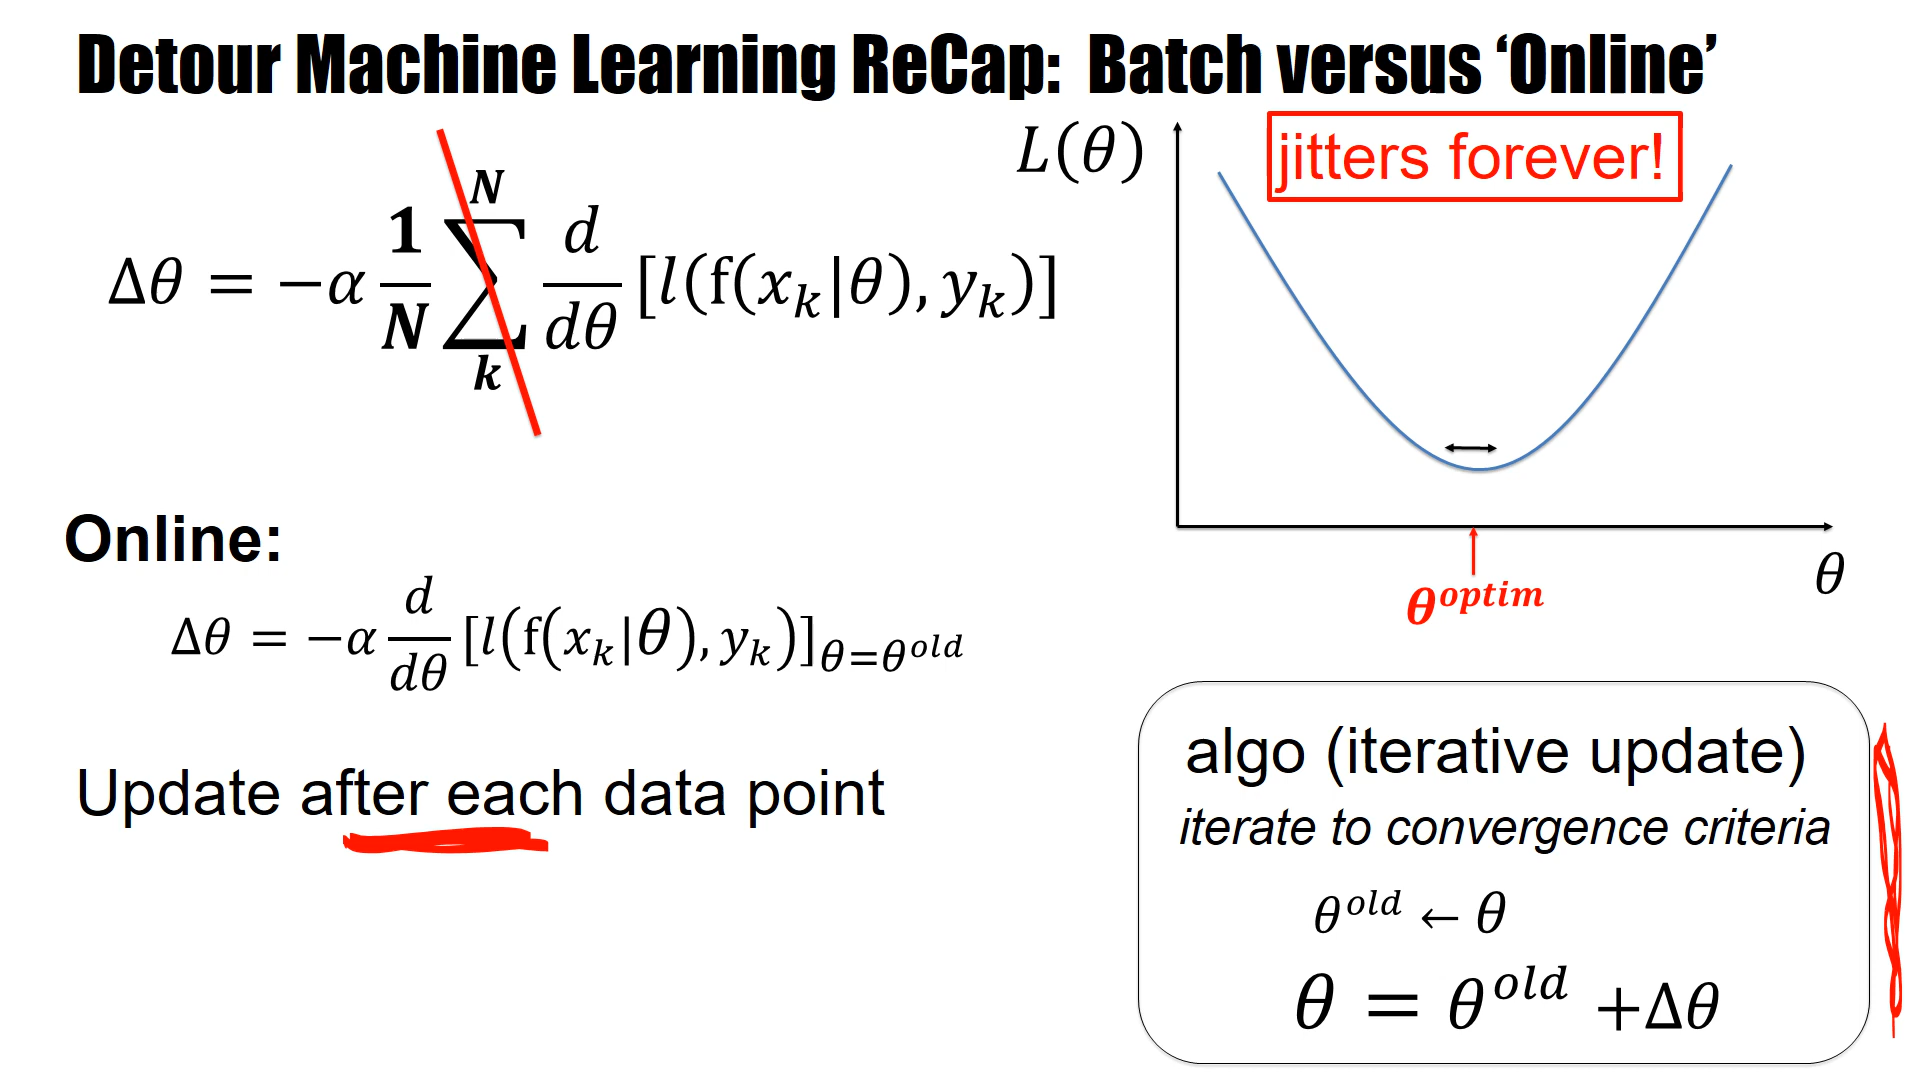 Detour Machine Learning ReCap: Batch versus ‘Online’
Δθ = −α 1/N ∑_k^N d/dθ [l(f(x_k|θ), y_k)]
L(θ)
jitters forever!
θ
θ^optim
Online:
Δθ = −α d/dθ [l(f(x_k|θ), y_k)]_θ=θ^old
Update after each data point
algo (iterative update)
iterate to convergence criteria
θ^old ← θ
θ = θ^old +Δθ